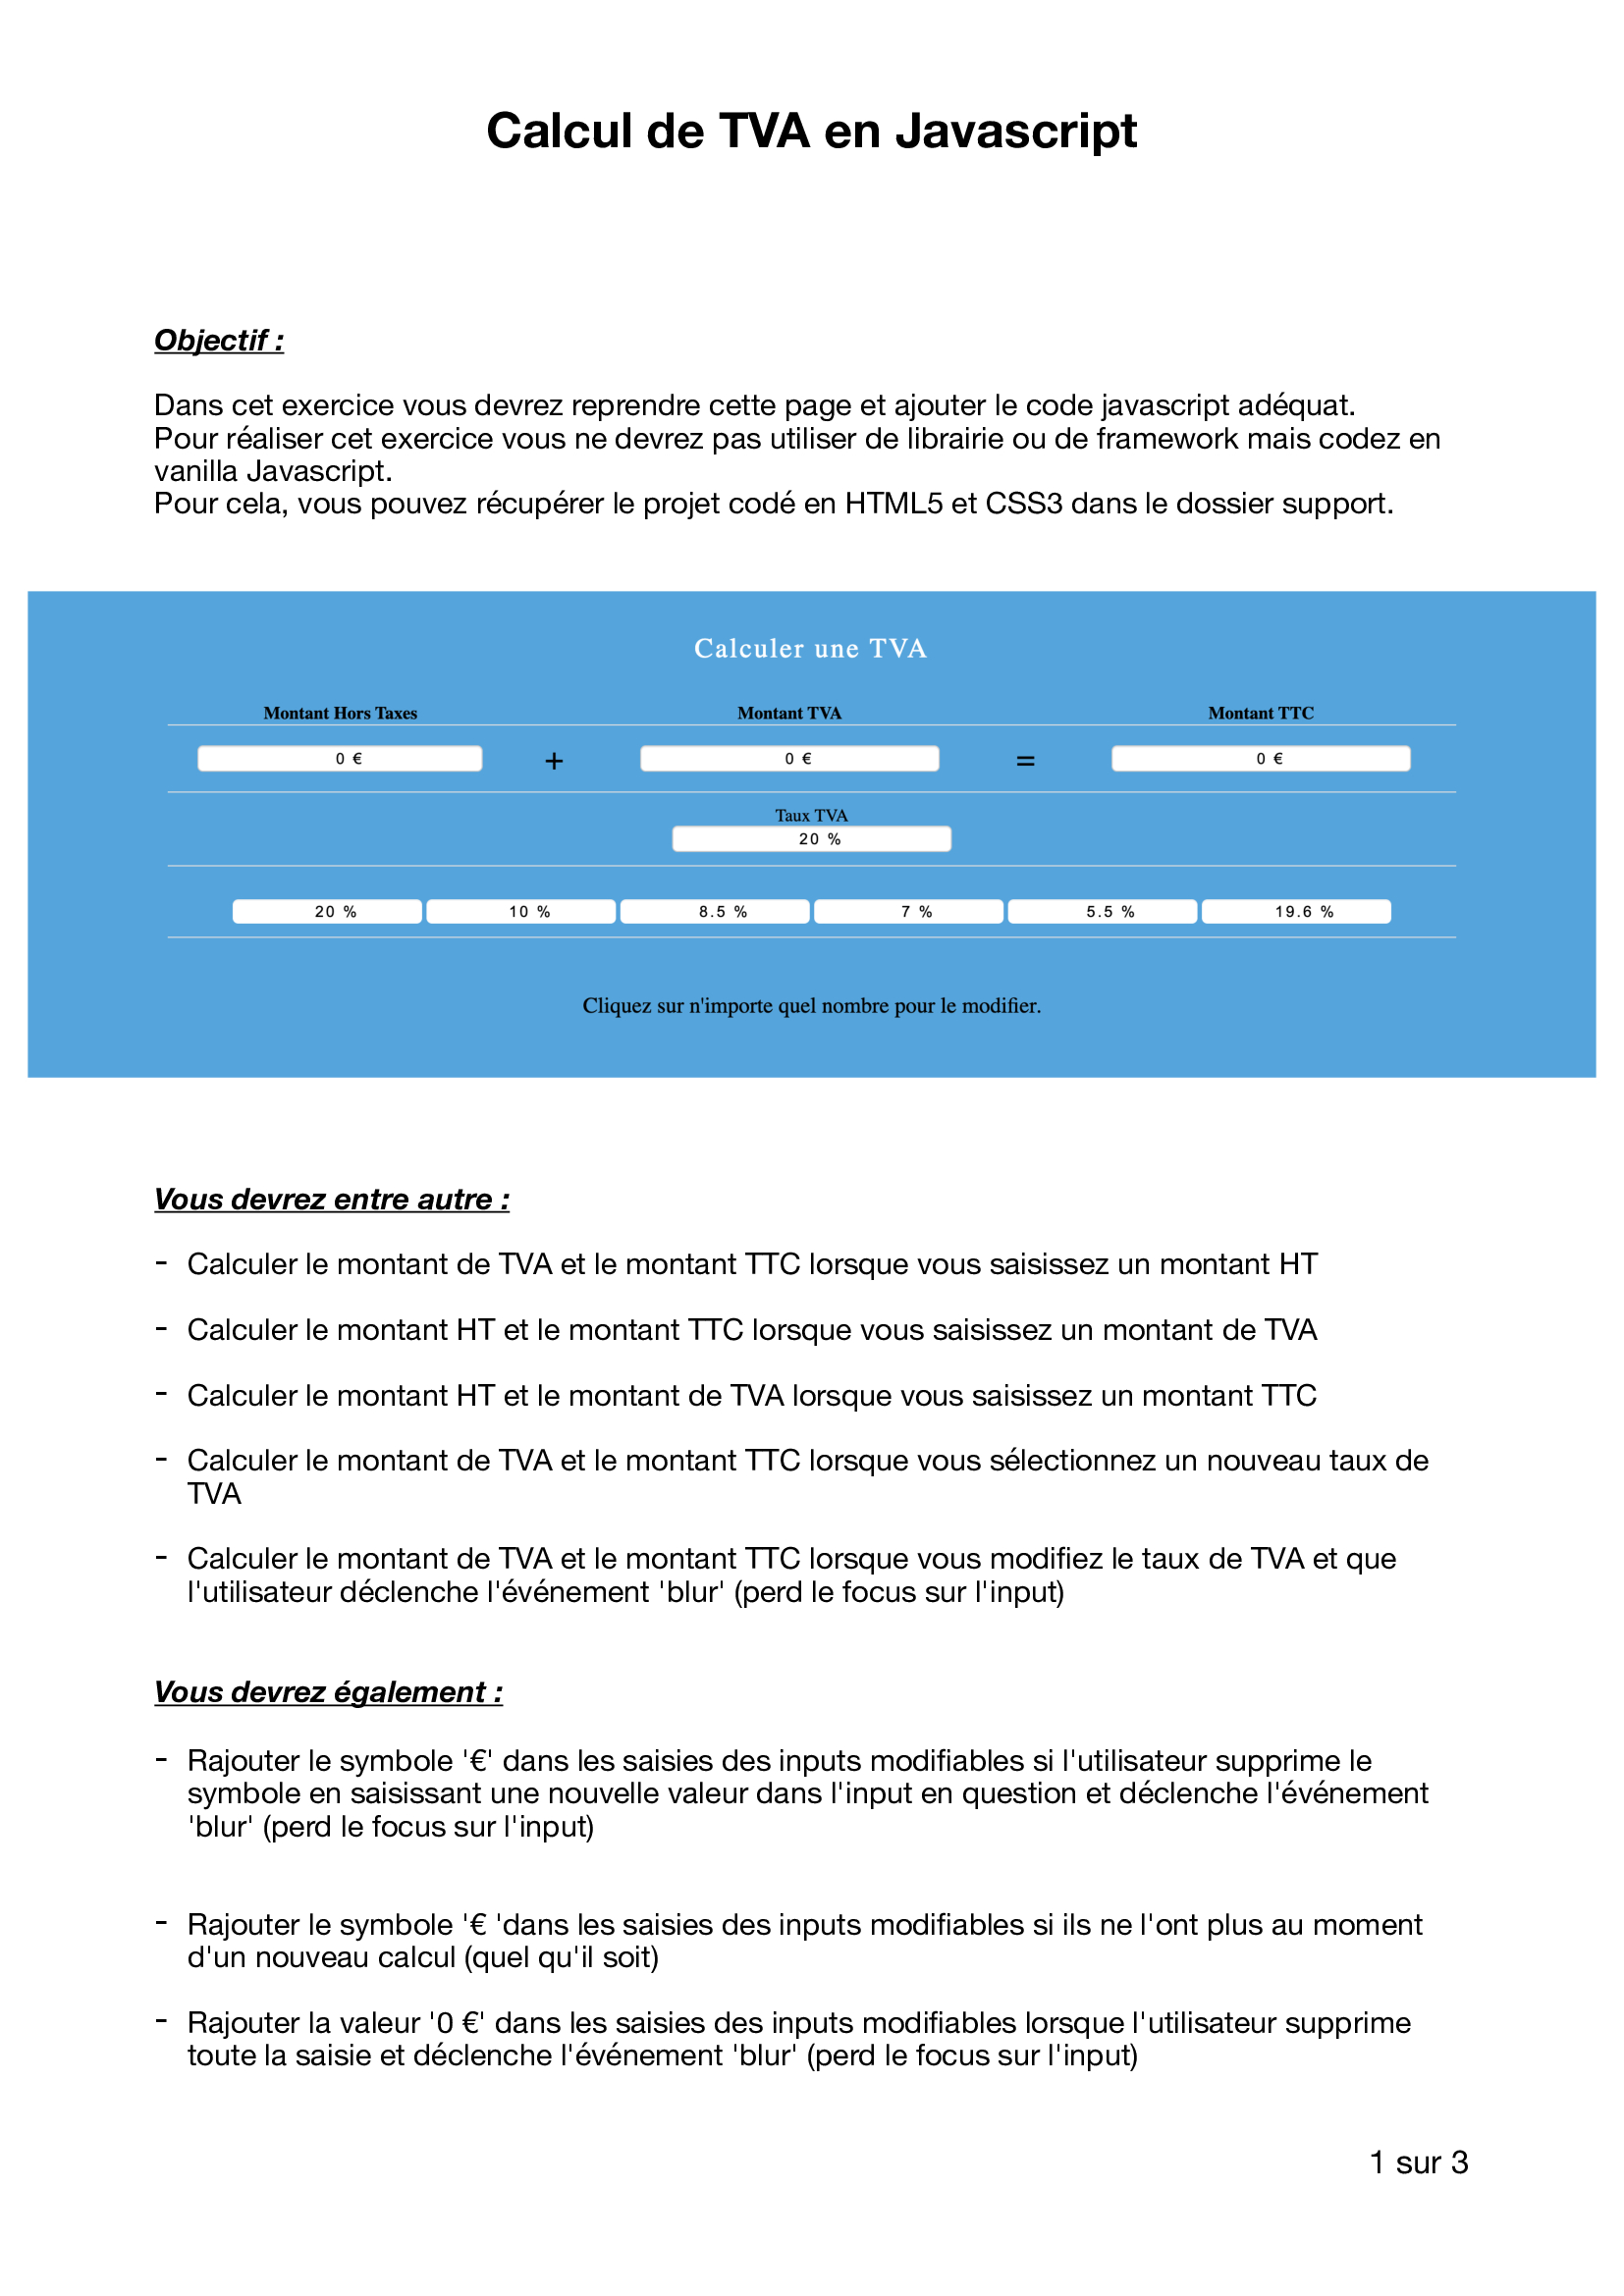 Calcul de TVA en Javascript
Objectif :
Dans cet exercice vous devrez reprendre cette page et ajouter le code javascript adéquat.
Pour réaliser cet exercice vous ne devrez pas utiliser de librairie ou de framework mais codez en
vanilla Javascript.
Pour cela, vous pouvez récupérer le projet codé en HTML5 et CSS3 dans le dossier support.
Calculer une TVA
Montant Hors Taxes Montant TVA Montant TTC
0 € + 0 € = 0 €
Taux TVA
20 %
20 % 10 % 8.5 % 7 % 5.5 % 19.6 %
Cliquez sur n'importe quel nombre pour le modifier.
Vous devrez entre autre :
- Calculer le montant de TVA et le montant TTC lorsque vous saisissez un montant HT
- Calculer le montant HT et le montant TTC lorsque vous saisissez un montant de TVA
- Calculer le montant HT et le montant de TVA lorsque vous saisissez un montant TTC
- Calculer le montant de TVA et le montant TTC lorsque vous sélectionnez un nouveau taux de
TVA
- Calculer le montant de TVA et le montant TTC lorsque vous modifiez le taux de TVA et que
l'utilisateur déclenche l'événement 'blur' (perd le focus sur l'input)
Vous devrez également :
- Rajouter le symbole '€' dans les saisies des inputs modifiables si l'utilisateur supprime le
symbole en saisissant une nouvelle valeur dans l'input en question et déclenche l'événement
'blur' (perd le focus sur l'input)
- Rajouter le symbole '€ 'dans les saisies des inputs modifiables si ils ne l'ont plus au moment
d'un nouveau calcul (quel qu'il soit)
- Rajouter la valeur '0 €' dans les saisies des inputs modifiables lorsque l'utilisateur supprime
toute la saisie et déclenche l'événement 'blur' (perd le focus sur l'input)
1 sur 3